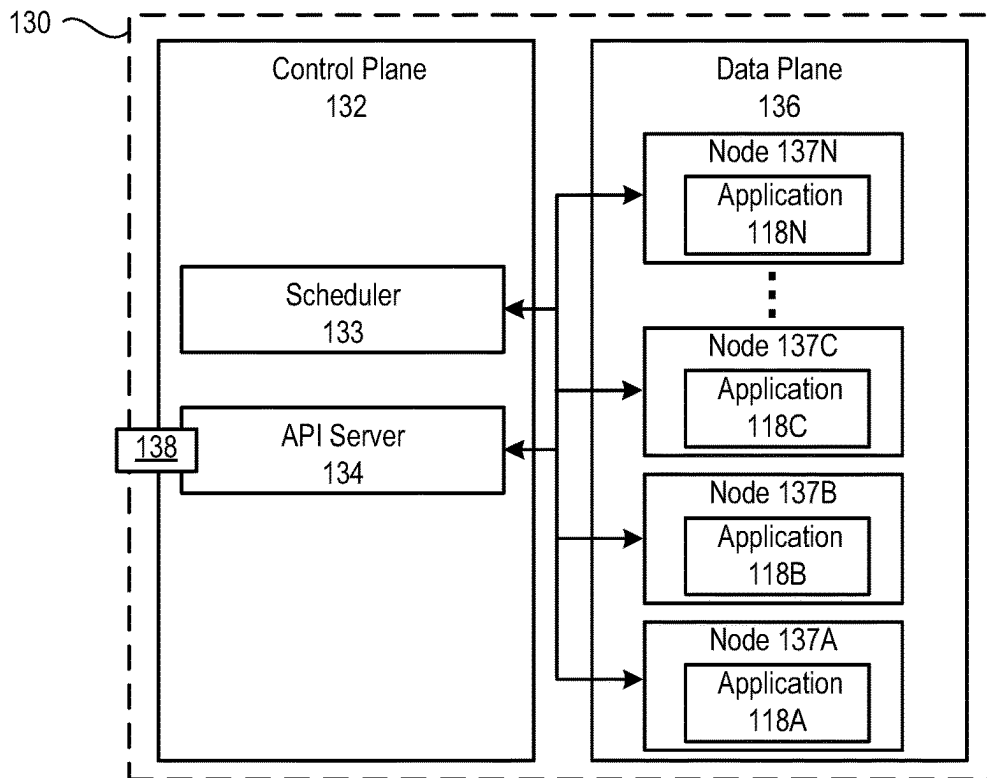 130
Control Plane
132
Scheduler
133
138
API Server
134
Data Plane
136
Node 137N
Application
118N
Node 137C
Application
118C
Node 137B
Application
118B
Node 137A
Application
118A